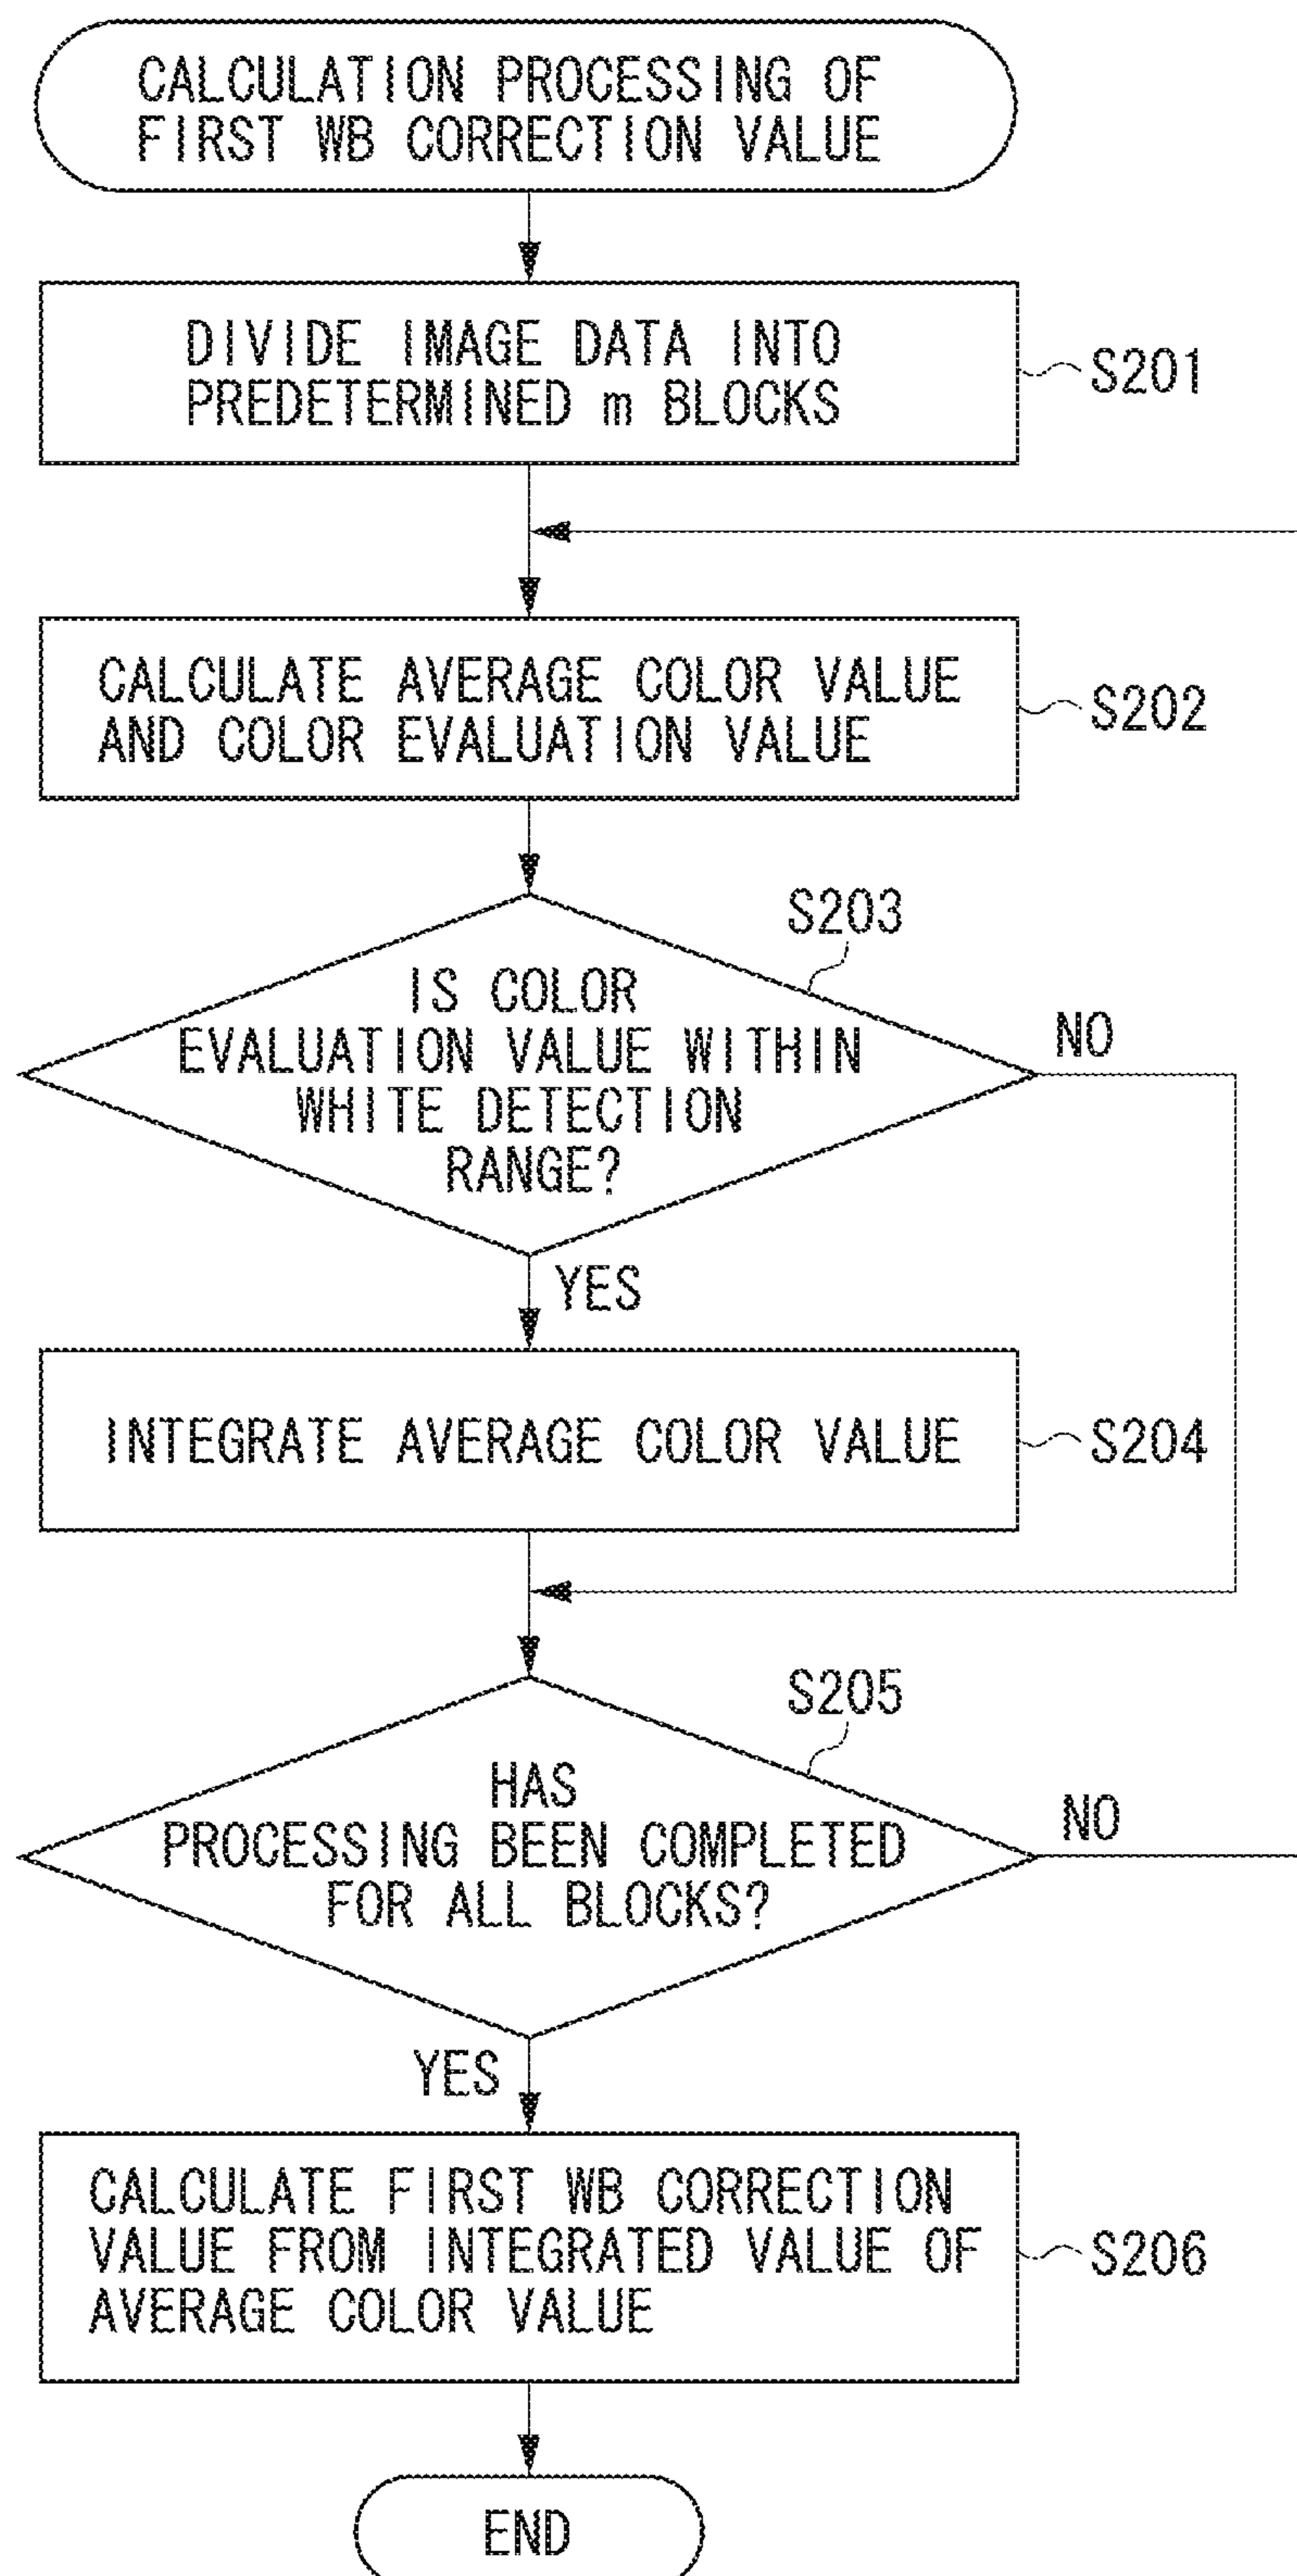 CALCULATION PROCESSING OF
FIRST WB CORRECTION VALUE
DIVIDE IMAGE DATA INTO
PREDETERMINED m BLOCKS
S201
CALCULATE AVERAGE COLOR VALUE
AND COLOR EVALUATION VALUE
S202
S203
IS COLOR
EVALUATION VALUE WITHIN
WHITE DETECTION
RANGE?
NO
YES
INTEGRATE AVERAGE COLOR VALUE
S204
S205
HAS
PROCESSING BEEN COMPLETED
FOR ALL BLOCKS?
NO
YES
CALCULATE FIRST WB CORRECTION
VALUE FROM INTEGRATED VALUE OF
AVERAGE COLOR VALUE
S206
END